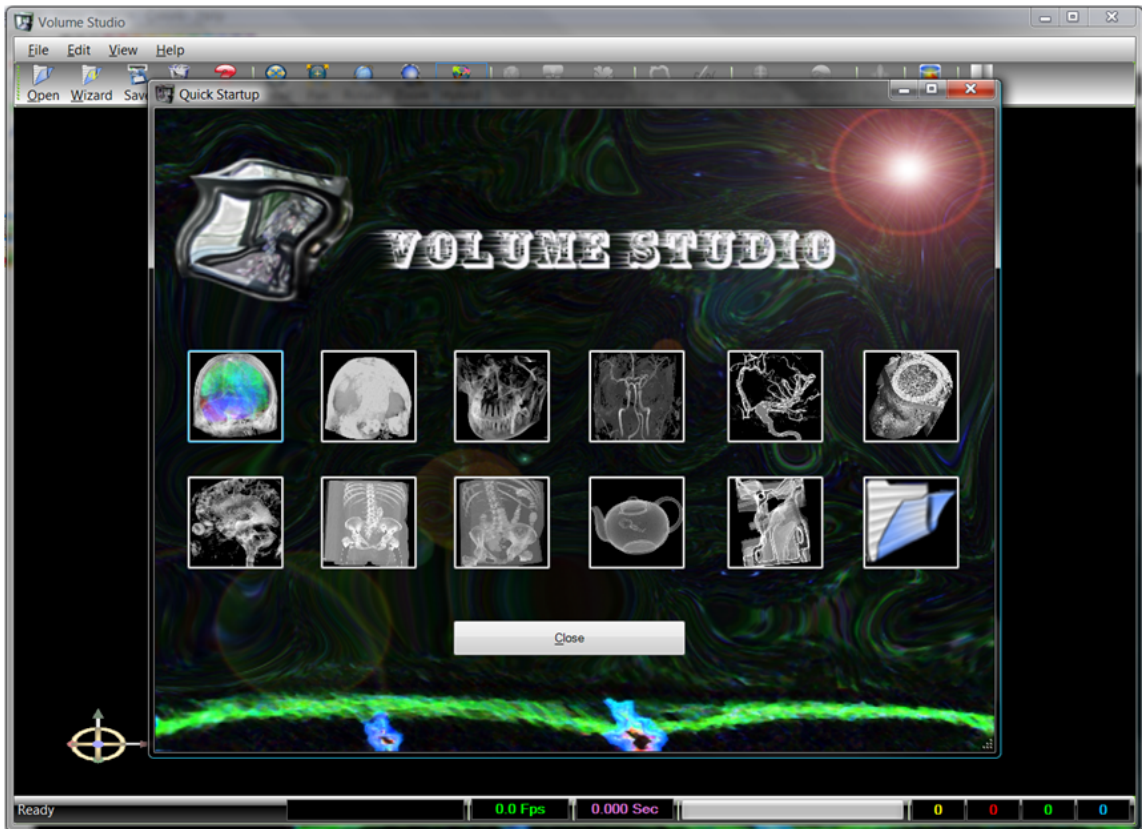 Volume Studio
File Edit View Help
Open Wizard Save
Quick Startup
VOLUME STUDIO
Close
Ready 0.0 Fps 0.000 Sec 0 0 0 0